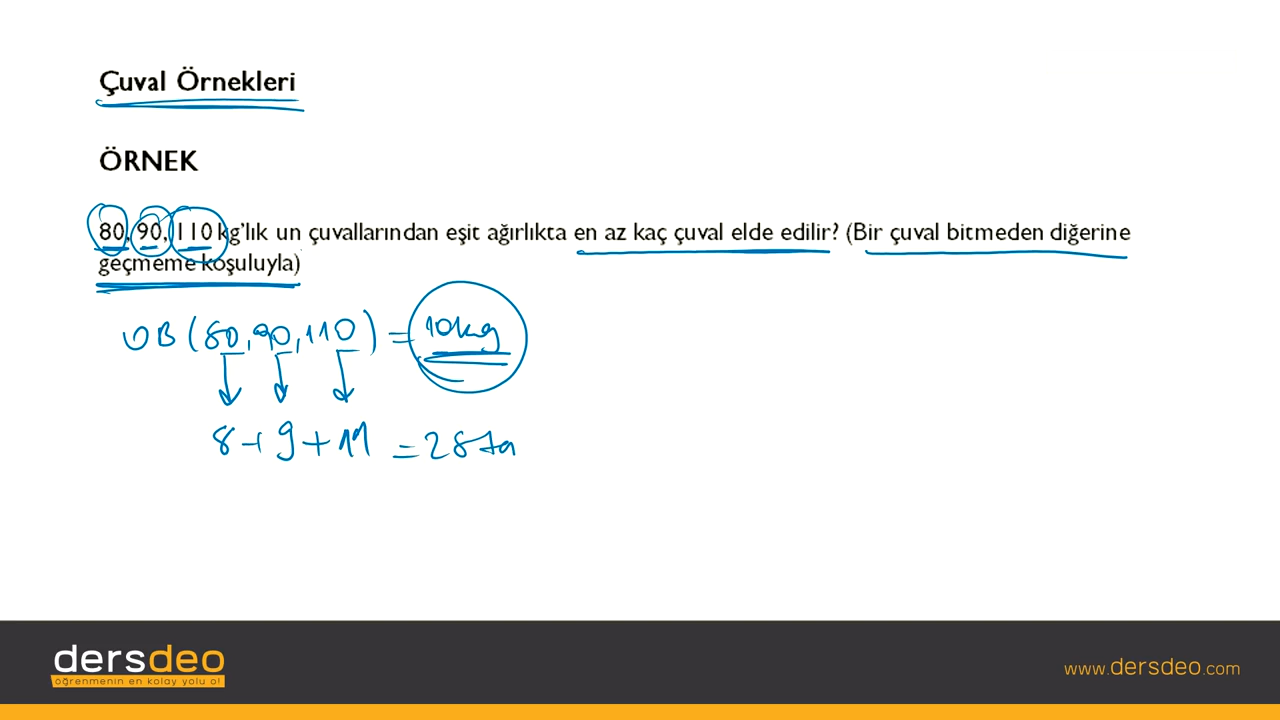 Çuval Örnekleri
ÖRNEK
80, 90, 110 kg'lık un çuvallarından eşit ağırlıkta en az kaç çuval elde edilir? (Bir çuval bitmeden diğerine
geçmeme koşuluyla)
OB (80, 90, 110) = 10kg
8 + 9 + 11 = 28 ta
dersdeo
öğrenmenin en kolay yolu o!
www.dersdeo.com